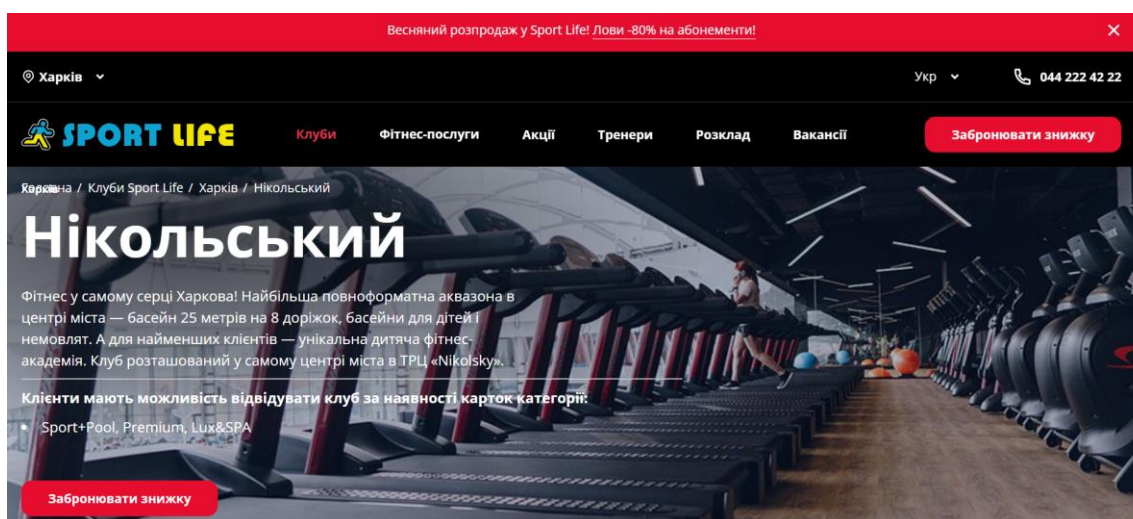 Весняний розпродаж у Sport Life! Лови -80% на абонементи!
Харків
Укр
044 222 42 22
SPORT LIFE
Клуби
Фітнес-послуги
Акції
Тренери
Розклад
Вакансії
Забронювати знижку
/ Клуби Sport Life / Харків / Нікольський
Нікольський
Фітнес у самому серці Харкова! Найбільша повноформатна аквазона в
центрі міста — басейн 25 метрів на 8 доріжок, басейни для дітей і
немовлят. А для найменших клієнтів — унікальна дитяча фітнес-
академія. Клуб розташований у самому центрі міста в ТРЦ «Nikolsky».
Клієнти мають можливість відвідувати клуб за наявності карток категорії:
• Sport+Pool, Premium, Lux&SPA
Забронювати знижку